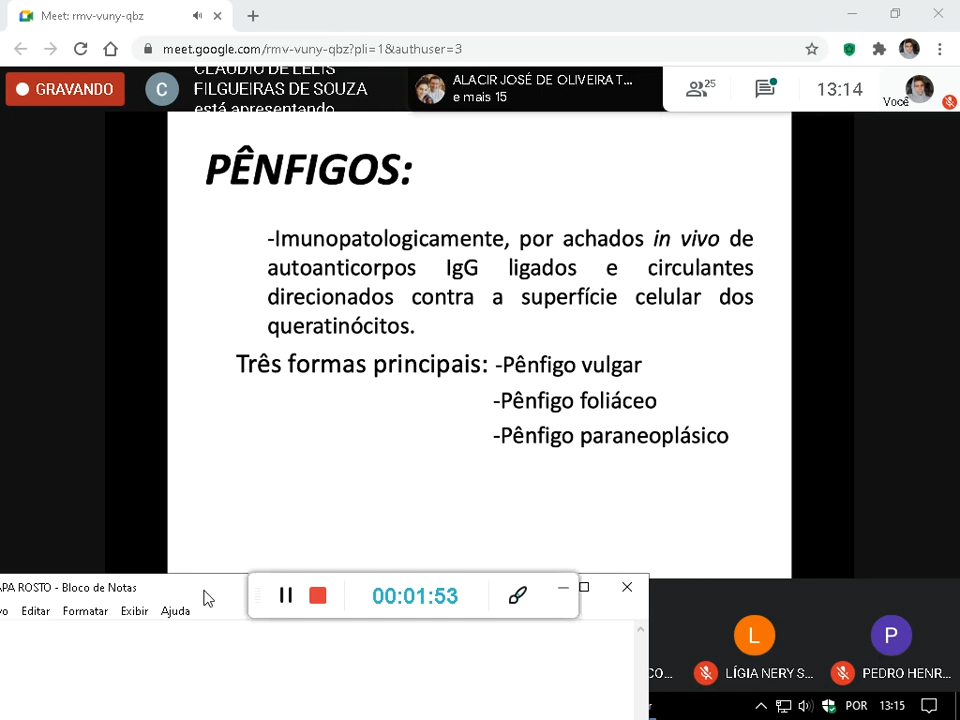 Meet: rmv-vuny-qbz
meet.google.com/rmv-vuny-qbz?pli=1&authuser=3
GRAVANDO
C
CLAUDIO DE LELIS
FILGUEIRAS DE SOUZA
está apresentando
ALACIR JOSÉ DE OLIVEIRA T...
e mais 15
25
13:14
Você
PÊNFIGOS:
-Imunopatologicamente, por achados in vivo de
autoanticorpos IgG ligados e circulantes
direcionados contra a superfície celular dos
queratinócitos.
Três formas principais: -Pênfigo vulgar
-Pênfigo foliáceo
-Pênfigo paraneoplásico
ROSTO - Bloco de Notas
Editar Formatar Exibir Ajuda
00:01:53
L
P
LÍGIA NERY S...
PEDRO HENR...
POR
13:15